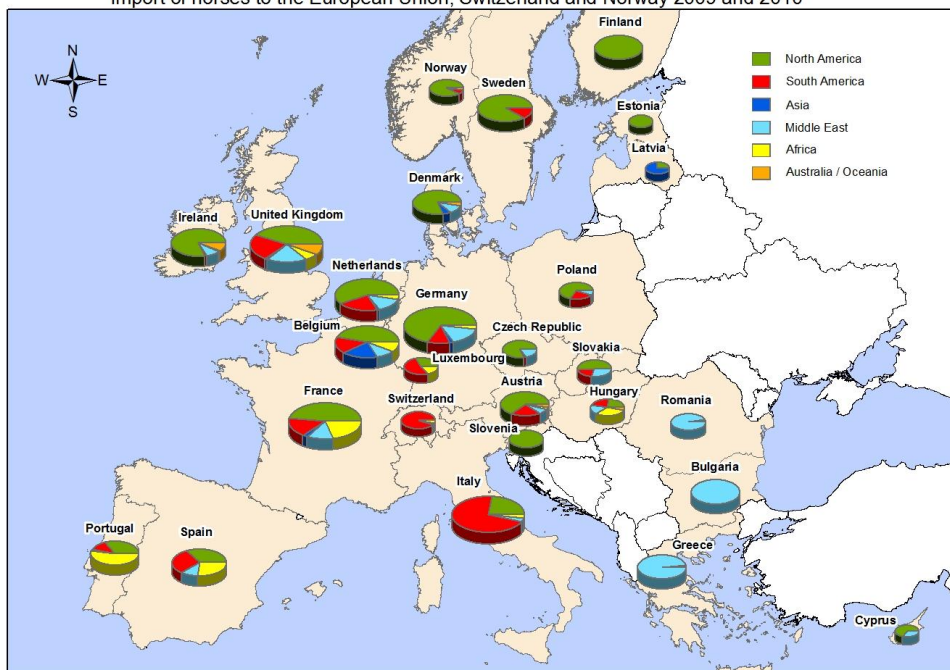 Import of horses to the European Union, Switzerland and Norway 2009 and 2010
N
W E
S
Finland
Norway
Sweden
Estonia
Latvia
Denmark
Ireland
United Kingdom
Netherlands
Germany
Poland
Belgium
Czech Republic
Luxembourg
Slovakia
France
Switzerland
Austria
Hungary
Romania
Slovenia
Bulgaria
Italy
Portugal
Spain
Greece
Cyprus
North America
South America
Asia
Middle East
Africa
Australia / Oceania